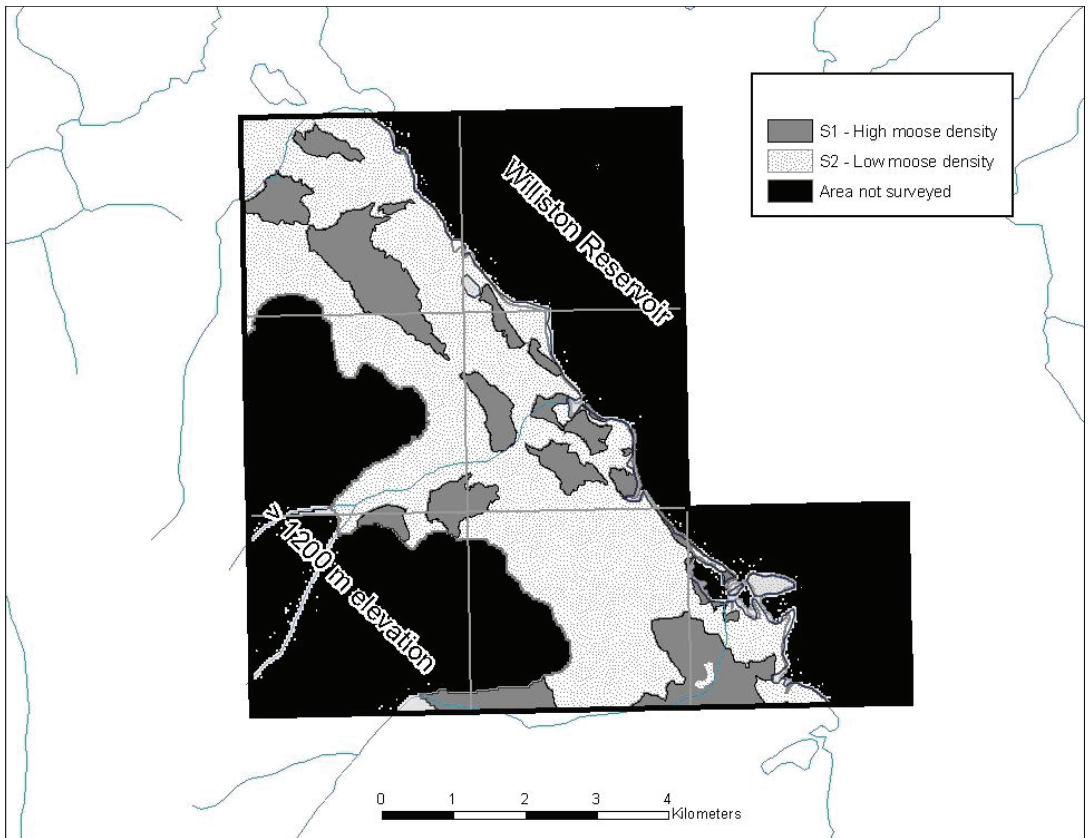 S1 - High moose density
S2 - Low moose density
Area not surveyed
Williston Reservoir
> 1200 m elevation
0 1 2 3 4
Kilometers